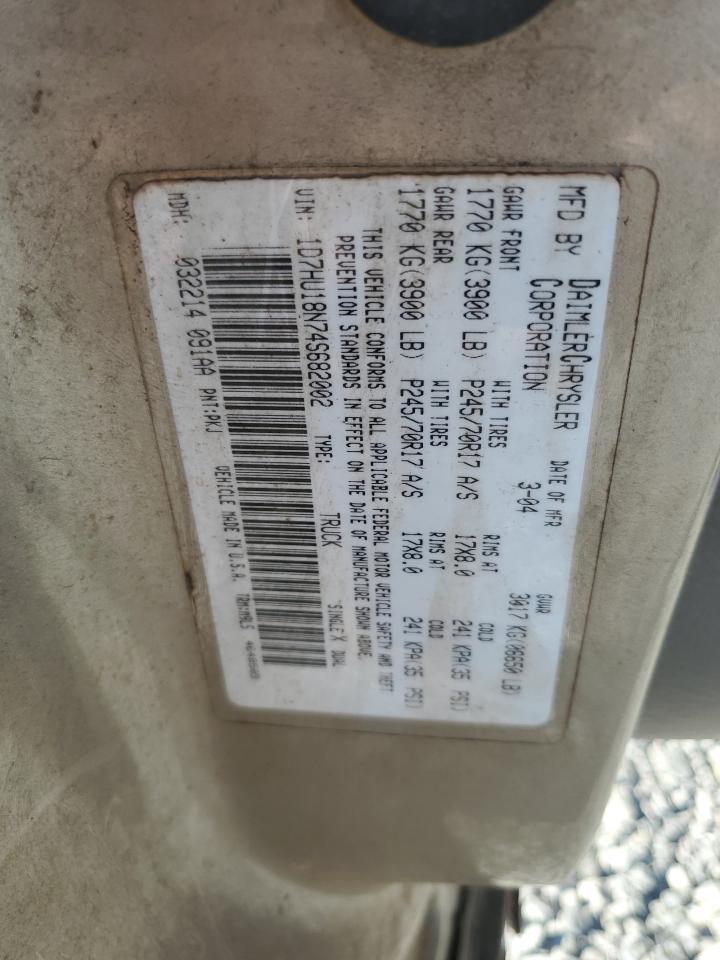 MFD BY DAIMLERCHRYSLER CORPORATION DATE OF MFR 3-04 GVWR 3017 KG(06650 LB)
GAWR FRONT WITH TIRES RIMS AT COLD
1770 KG(3900 LB) P245/70R17 A/S 17X8.0 241 KPA(35 PSI)
GAWR REAR WITH TIRES RIMS AT COLD
1770 KG(3900 LB) P245/70R17 A/S 17X8.0 241 KPA(35 PSI)
THIS VEHICLE CONFORMS TO ALL APPLICABLE FEDERAL MOTOR VEHICLE SAFETY AND THEFT
PREVENTION STANDARDS IN EFFECT ON THE DATE OF MANUFACTURE SHOWN ABOVE.
VIN: 1D7HU18N74S682002 TYPE: TRUCK SINGLE X DUAL
MDH: 032214 091AA PNT:PKJ VEHICLE MADE IN U.S.A.